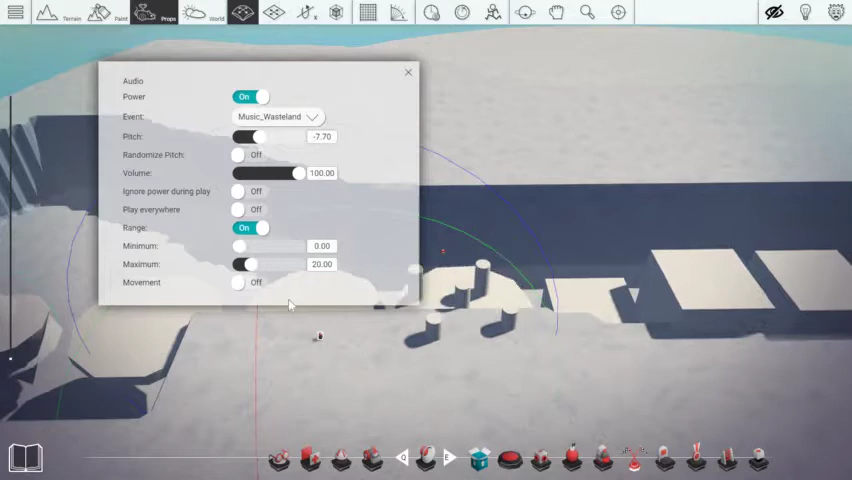 Terrain Paint Props World
Audio
Power On
Event: Music_Wasteland
Pitch: -7.70
Randomize Pitch: Off
Volume: 100.00
Ignore power during play Off
Play everywhere Off
Range: On
Minimum: 0.00
Maximum: 20.00
Movement Off
Q E